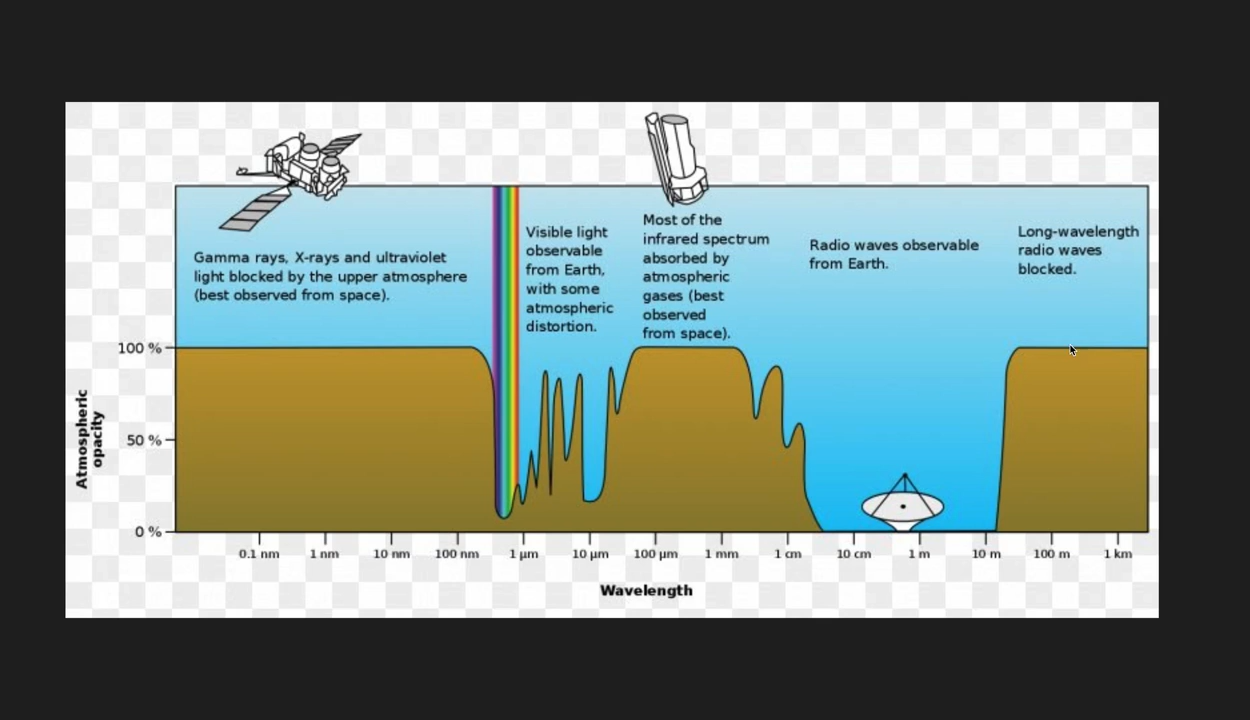 Gamma rays, X-rays and ultraviolet
light blocked by the upper atmosphere
(best observed from space).
Visible light
observable
from Earth,
with some
atmospheric
distortion.
Most of the
infrared spectrum
absorbed by
atmospheric
gases (best
observed
from space).
Radio waves observable
from Earth.
Long-wavelength
radio waves
blocked.
Atmospheric
opacity
100 %
50 %
0 %
0.1 nm 1 nm 10 nm 100 nm 1 µm 10 µm 100 µm 1 mm 1 cm 10 cm 1 m 10 m 100 m 1 km
Wavelength